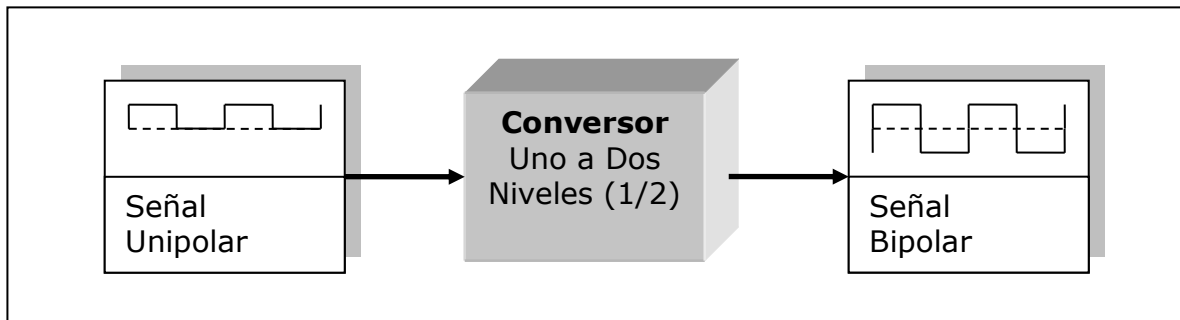 Señal
Unipolar
Conversor
Uno a Dos
Niveles (1/2)
Señal
Bipolar